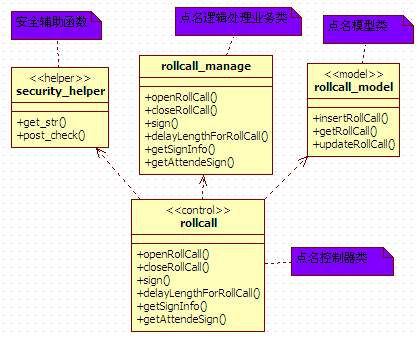 安全辅助函数
点名逻辑处理业务类
点名模型类
<<helper>>
security_helper
+get_str()
+post_check()
rollcall_manage
+openRollCall()
+closeRollCall()
+sign()
+delayLengthForRollCall()
+getSignInfo()
+getAttendeSign()
<<model>>
rollcall_model
+insertRollCall()
+getRollCall()
+updateRollCall()
<<control>>
rollcall
+openRollCall()
+closeRollCall()
+sign()
+delayLengthForRollCall()
+getSignInfo()
+getAttendeSign()
点名控制器类